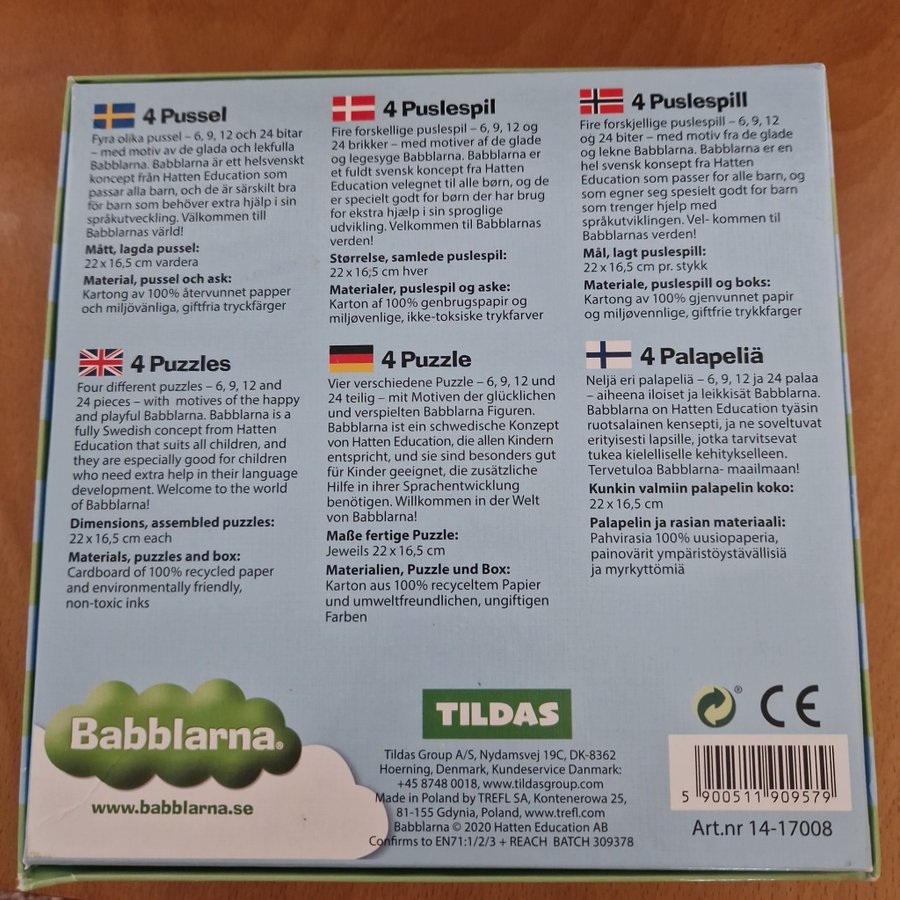 4 Pussel
Fyra olika pussel – 6, 9, 12 och 24 bitar
– med motiv av de glada och lekfulla
Babblarna. Babblarna är ett helsvenskt
koncept från Hatten Education som
passar alla barn, och de är särskilt bra
för barn som behöver extra hjälp i sin
språkutveckling. Välkommen till
Babblarnas värld!
Mått, lagda pussel:
22 x 16,5 cm vardera
Material, pussel och ask:
Kartong av 100% återvunnet papper
och miljövänliga, giftfria tryckfärger
4 Puslespil
Fire forskellige puslespil – 6, 9, 12 og
24 brikker – med motiver af de glade
og legesyge Babblarna. Babblarna er
et fuldt svensk koncept fra Hatten
Education velegnet til alle børn, og de
er specielt godt for børn der har brug
for ekstra hjælp i sin sproglige
udvikling. Velkommen til Babblarnas
verden!
Størrelse, samlede puslespil:
22 x 16,5 cm hver
Materialer, puslespil og aske:
Karton af 100% genbrugspapir og
miljøvenlige, ikke-toksiske trykfarver
4 Puslespill
Fire forskjellige puslespill – 6, 9, 12
og 24 biter – med motiv fra de glade
og lekne Babblarna. Babblarna er en
hel svensk konsept fra Hatten
Education som passer for alle barn, og
som egner seg spesielt godt for barn
som trenger hjelp med
språkutviklingen. Vel- kommen til
Babblarnas verden!
Mål, lagt puslespill:
22 x 16,5 cm pr. stykk
Materiale, puslespill og boks:
Kartong av 100% gjenvunnet papir
og miljøvennlige, giftfrie trykkfarger
4 Puzzles
Four different puzzles – 6, 9, 12 and
24 pieces – with motives of the happy
and playful Babblarna. Babblarna is a
fully Swedish concept from Hatten
Education that suits all children, and
they are especially good for children
who need extra help in their language
development. Welcome to the world
of Babblarna!
Dimensions, assembled puzzles:
22 x 16,5 cm each
Materials, puzzles and box:
Cardboard of 100% recycled paper
and environmentally friendly,
non-toxic inks
4 Puzzle
Vier verschiedene Puzzle – 6, 9, 12 und
24 teilig – mit Motiven der glücklichen
und verspielten Babblarna Figuren.
Babblarna ist ein schwedische Konzept
von Hatten Education, die allen Kindern
entspricht, und sie sind besonders gut
für Kinder geeignet, die zusätzliche
Hilfe in ihrer Sprachentwicklung
benötigen. Willkommen in der Welt
von Babblarna!
Maße fertige Puzzle:
Jeweils 22 x 16,5 cm
Materialien, Puzzle und Box:
Karton aus 100% recyceltem Papier
und umweltfreundlichen, ungiftigen
Farben
4 Palapeliä
Neljä eri palapeliä – 6, 9, 12 ja 24 palaa
– aiheena iloiset ja leikkisät Babblarna.
Babblarna on Hatten Education tyäsin
ruotsalainen kensepti, ja ne soveltuvat
erityisesti lapsille, jotka tarvitsevat
tukea kielelliselle kehitykselleen.
Tervetuloa Babblarna- maailmaan!
Kunkin valmiin palapelin koko:
22 x 16,5 cm
Palapelin ja rasian materiaali:
Pahvirasia 100% uusiopaperia,
painovärit ympäristöystävällisiä
ja myrkyttömiä
Babblarna®
www.babblarna.se
TILDAS
Tildas Group A/S, Nydamsvej 19C, DK-8362
Hoerning, Denmark, Kundeservice Danmark:
+45 8748 0018, www.tildasgroup.com
Made in Poland by TREFL SA, Kontenerowa 25,
81-155 Gdynia, Poland, www.trefl.com
Babblarna © 2020 Hatten Education AB
Confirms to EN71:1/2/3 + REACH BATCH 309378
® CE
5 900511 909579
Art.nr 14-17008